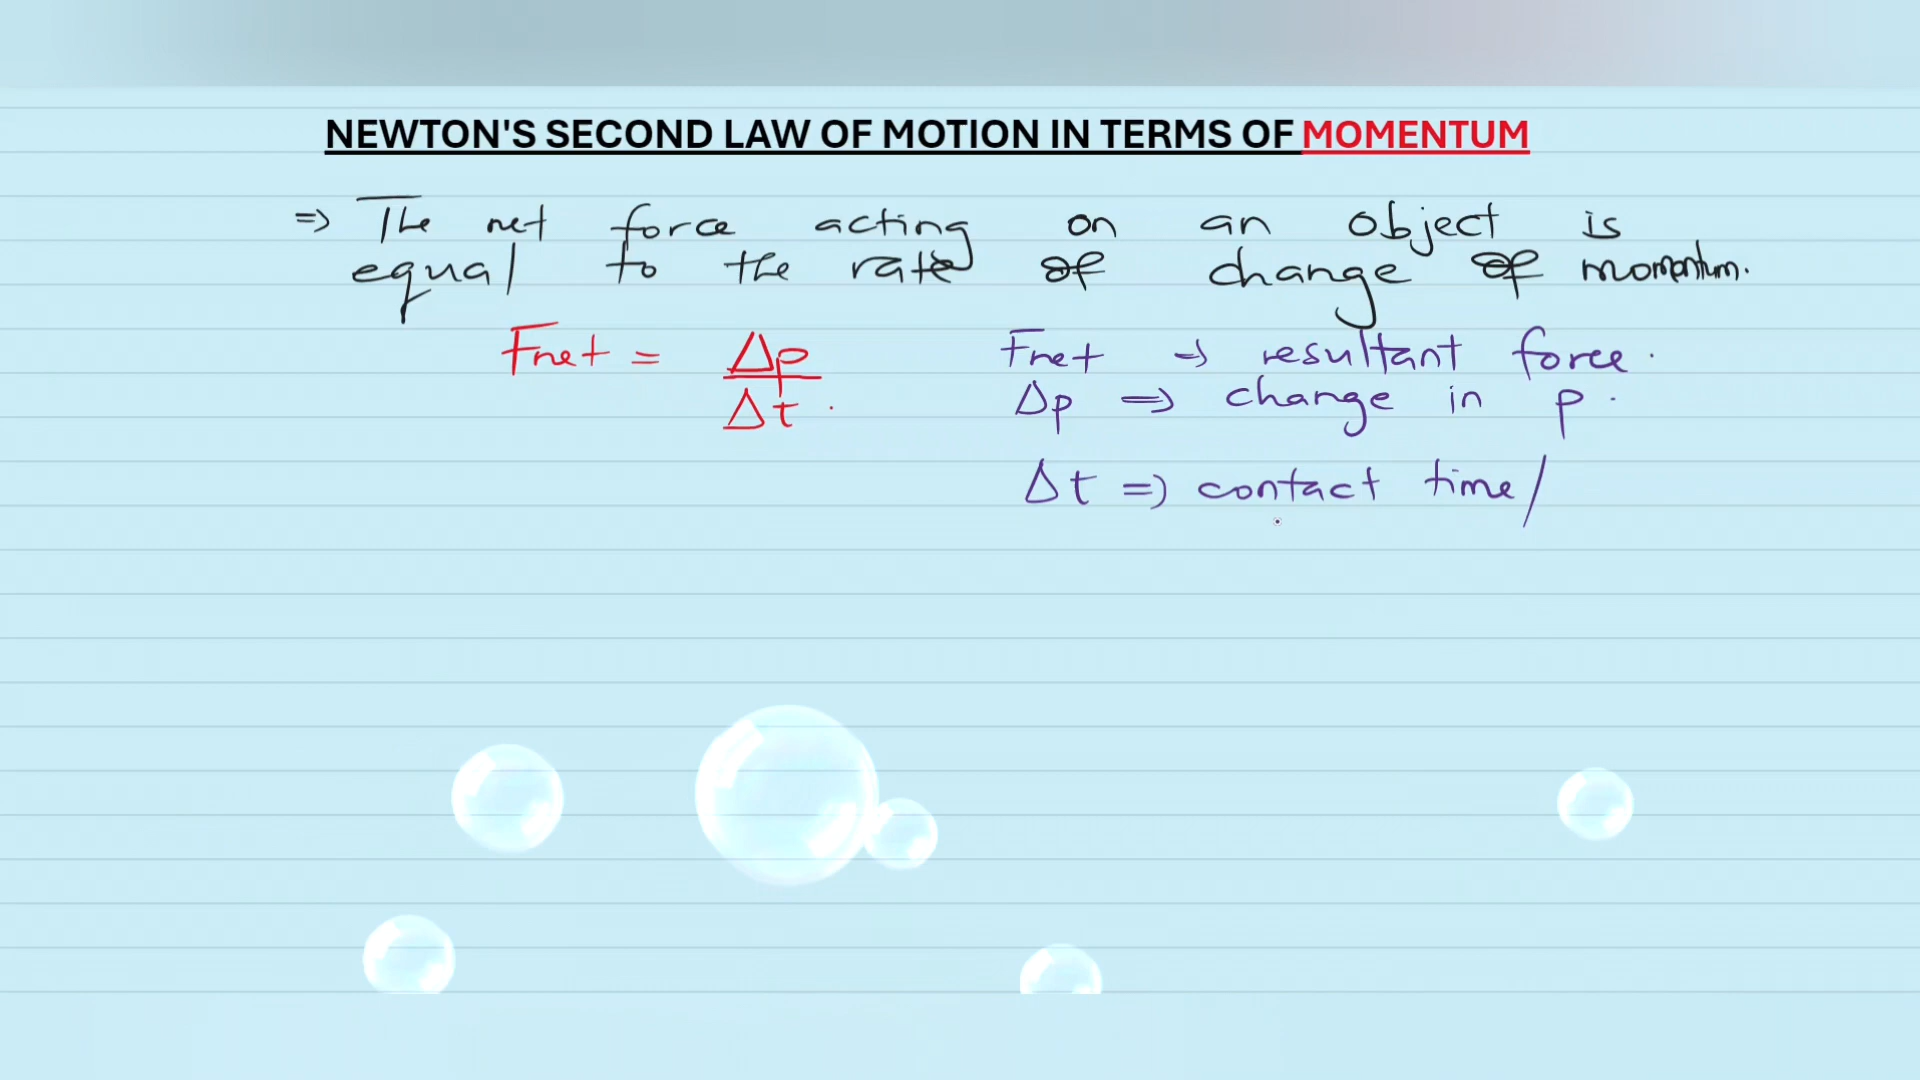 NEWTON'S SECOND LAW OF MOTION IN TERMS OF MOMENTUM
=> The net force acting on an object is
equal to the rate of change of momentum.
Fnet = Δp/Δt.
Fnet → resultant force.
Δp => change in p.
Δt => contact time/